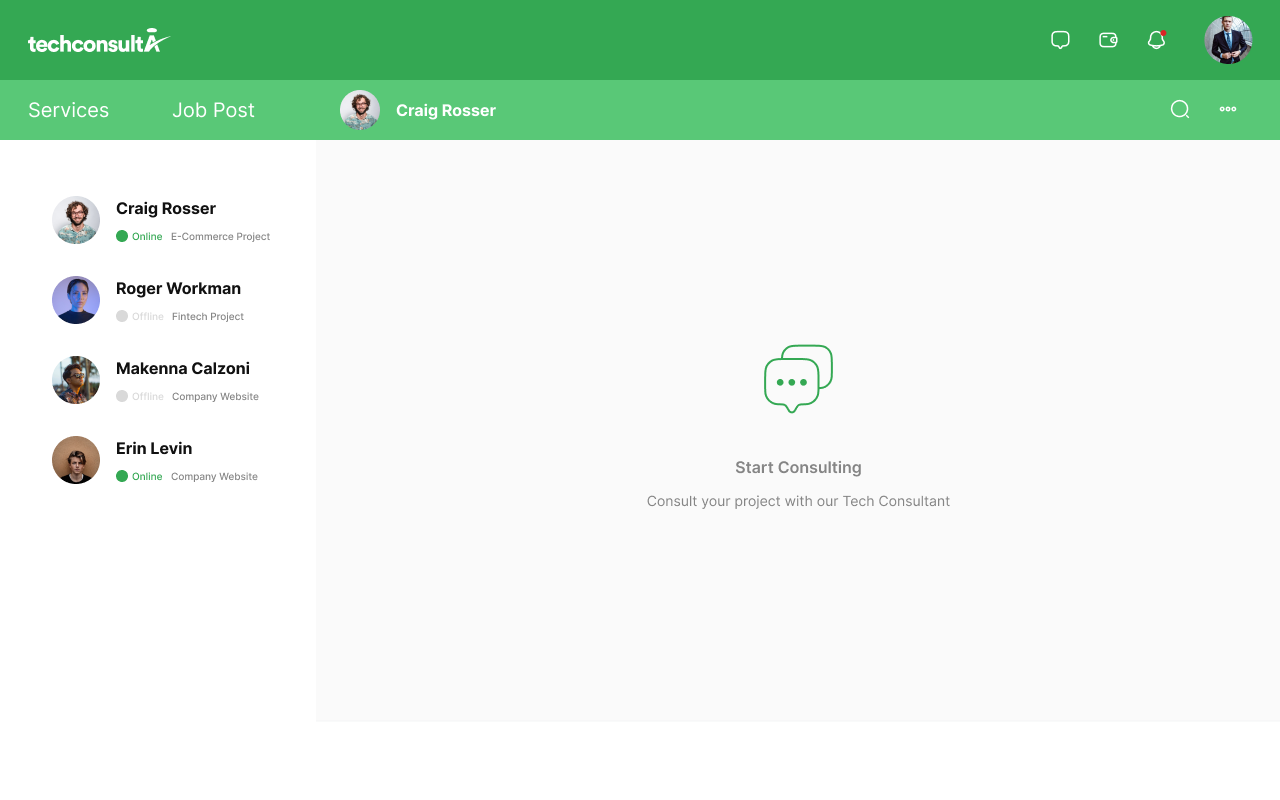 techconsult
Services
Job Post
Craig Rosser
Craig Rosser
Online E-Commerce Project
Roger Workman
Offline Fintech Project
Makenna Calzoni
Offline Company Website
Erin Levin
Online Company Website
Start Consulting
Consult your project with our Tech Consultant